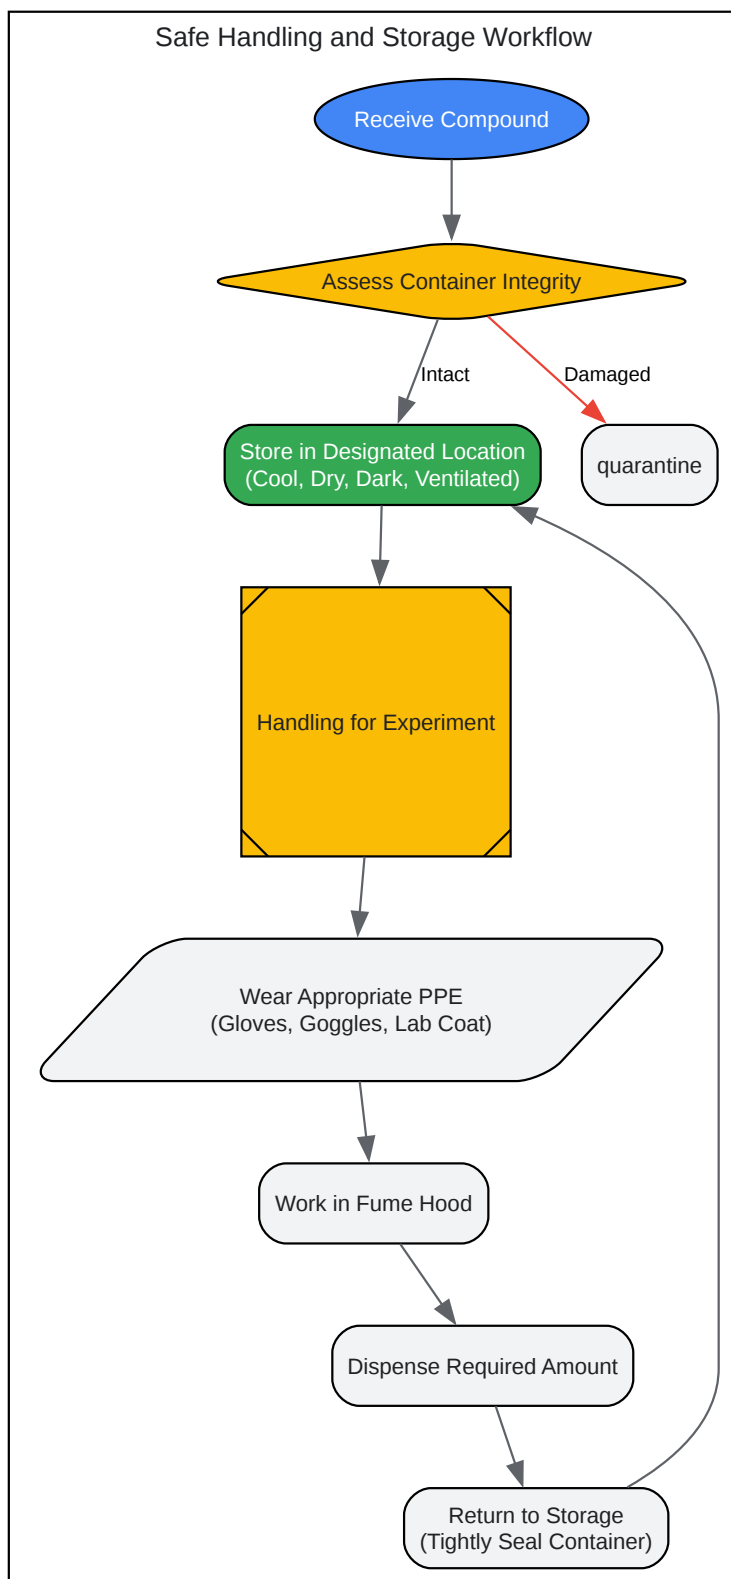 Safe Handling and Storage Workflow
Receive Compound
Assess Container Integrity
Intact
Damaged
Store in Designated Location
(Cool, Dry, Dark, Ventilated)
quarantine
Handling for Experiment
Wear Appropriate PPE
(Gloves, Goggles, Lab Coat)
Work in Fume Hood
Dispense Required Amount
Return to Storage
(Tightly Seal Container)